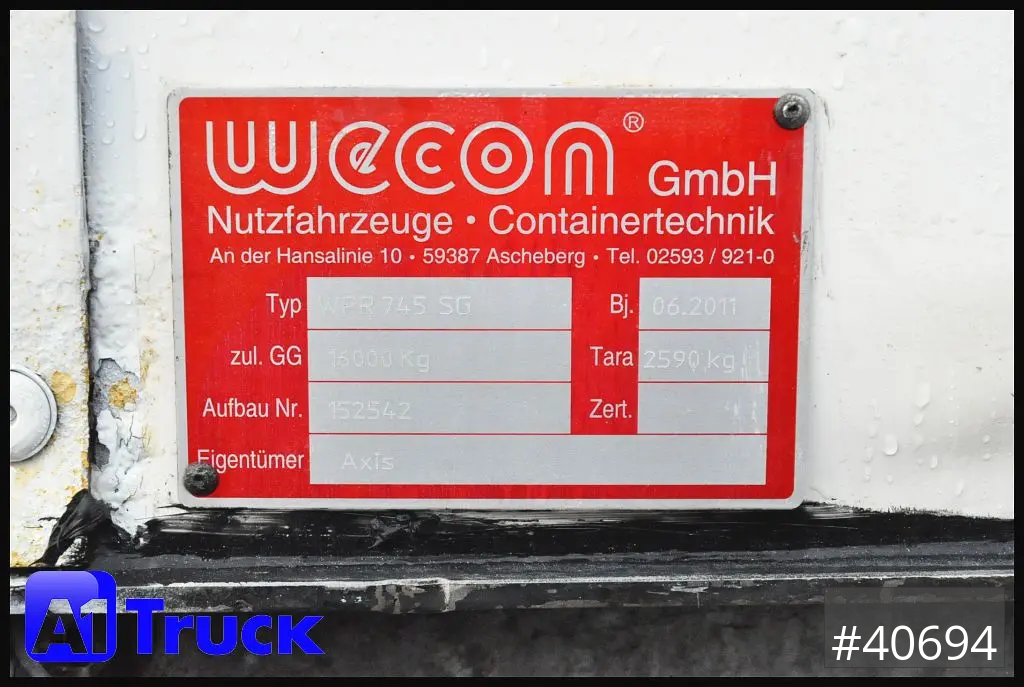 wecon® GmbH
Nutzfahrzeuge • Containertechnik
An der Hansalinie 10 • 59387 Ascheberg • Tel. 02593 / 921-0
Typ WPR 745 SG Bj. 06.2011
zul. GG 16000 Kg Tara 2590 kg
Aufbau Nr. 152542 Zert.
Eigentümer Axis
A1 Truck
#40694